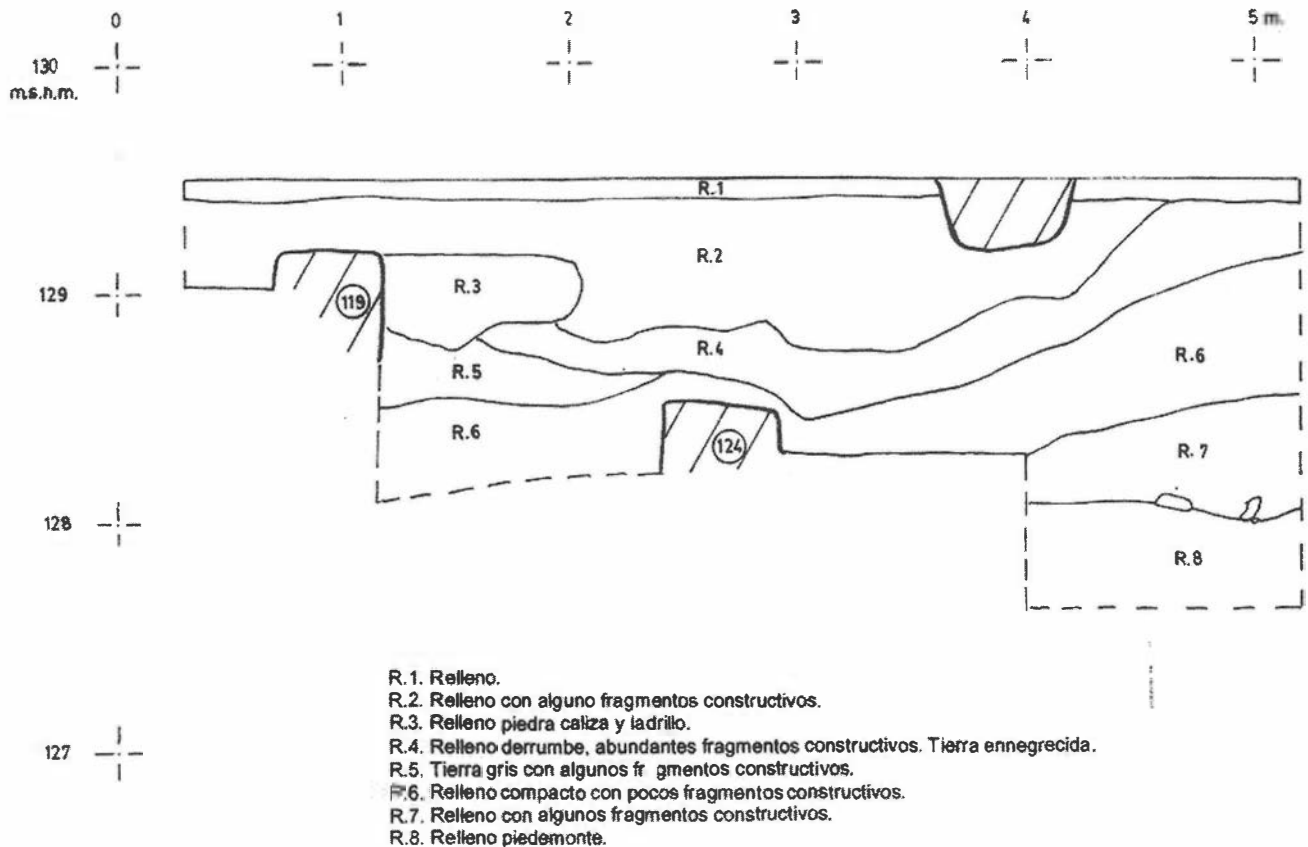 0 1 2 3 4 5 m.
130
m.s.n.m.
R.1
R.2
129
R.3
119
R.4
R.6
R.5
R.6
124
R.7
128
R.8
R.1. Relleno.
R.2. Relleno con alguno fragmentos constructivos.
R.3. Relleno piedra caliza y ladrillo.
127
R.4. Relleno derrumbe, abundantes fragmentos constructivos. Tierra ennegrecida.
R.5. Tierra gris con algunos fr gmentos constructivos.
R.6. Relleno compacto con pocos fragmentos constructivos.
R.7. Relleno con algunos fragmentos constructivos.
R.8. Relleno piedemonte.